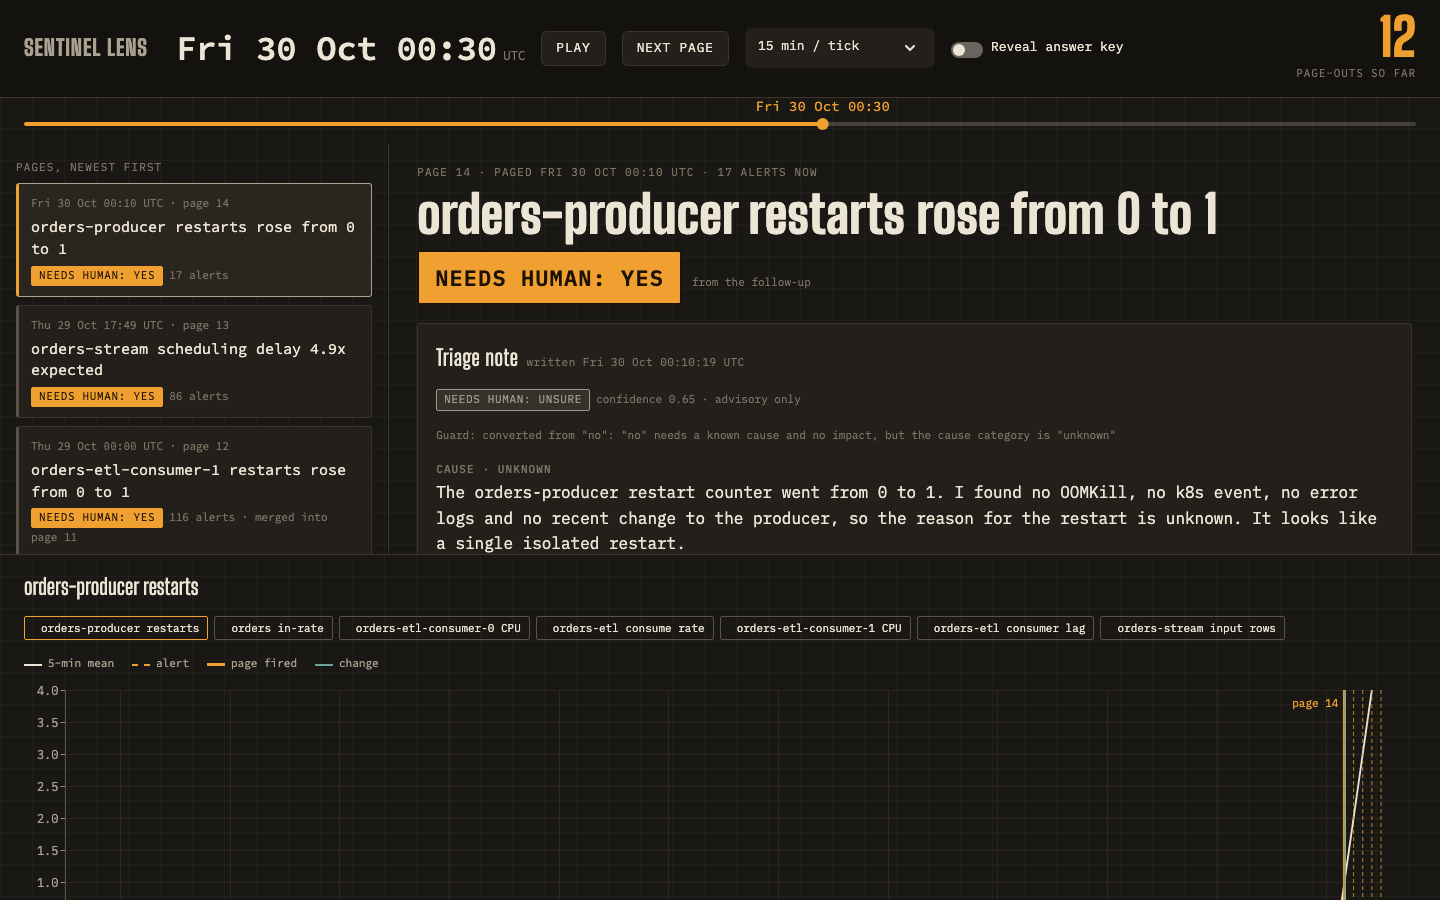 SENTINEL LENS
Fri 30 Oct 00:30 UTC
PLAY
NEXT PAGE
15 min / tick
Reveal answer key
12
PAGE-OUTS SO FAR
Fri 30 Oct 00:30
PAGES, NEWEST FIRST
Fri 30 Oct 00:10 UTC · page 14
orders-producer restarts rose from 0
to 1
NEEDS HUMAN: YES 17 alerts
Thu 29 Oct 17:49 UTC · page 13
orders-stream scheduling delay 4.9x
expected
NEEDS HUMAN: YES 86 alerts
Thu 29 Oct 00:00 UTC · page 12
orders-etl-consumer-1 restarts rose
from 0 to 1
NEEDS HUMAN: YES 116 alerts · merged into
page 11
PAGE 14 · PAGED FRI 30 OCT 00:10 UTC · 17 ALERTS NOW
orders-producer restarts rose from 0 to 1
NEEDS HUMAN: YES from the follow-up
Triage note written Fri 30 Oct 00:10:19 UTC
NEEDS HUMAN: UNSURE confidence 0.65 · advisory only
Guard: converted from "no": "no" needs a known cause and no impact, but the cause category is "unknown"
CAUSE · UNKNOWN
The orders-producer restart counter went from 0 to 1. I found no OOMKill, no k8s event, no error
logs and no recent change to the producer, so the reason for the restart is unknown. It looks like
a single isolated restart.
orders-producer restarts
orders-producer restarts
orders in-rate
orders-etl-consumer-0 CPU
orders-etl consume rate
orders-etl-consumer-1 CPU
orders-etl consumer lag
orders-stream input rows
5-min mean
alert
page fired
change
4.0
3.5
3.0
2.5
2.0
1.5
1.0
page 14